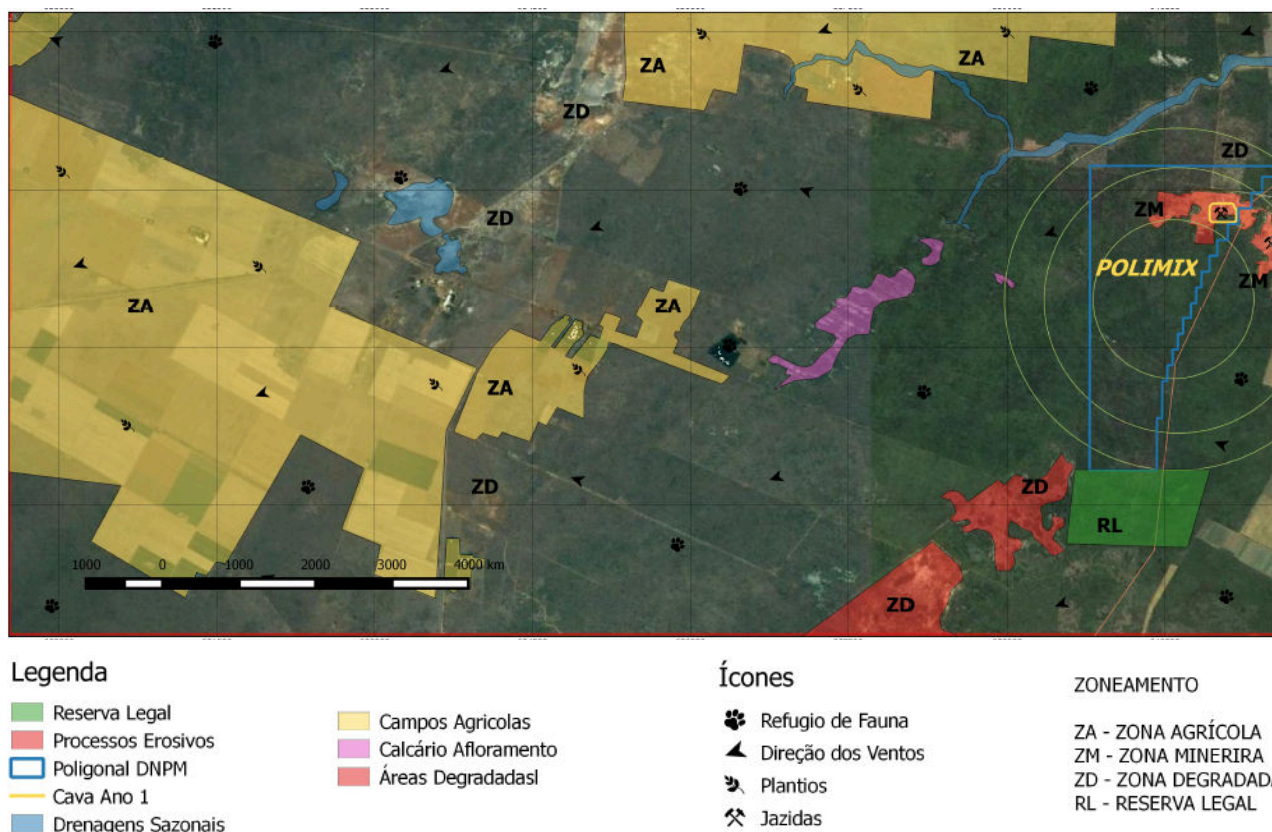 ZA
ZA
ZD
ZD
ZD
ZM
POLIMIX
ZM
ZA
ZA
ZA
ZD
ZD
RL
ZD
1000 0 1000 2000 3000 4000 km
Legenda
Reserva Legal
Processos Erosivos
Poligonal DNPM
Cava Ano 1
Drenagens Sazonais
Campos Agricolas
Calcário Afloramento
Áreas Degradadasl
Ícones
Refugio de Fauna
Direção dos Ventos
Plantios
Jazidas
ZONEAMENTO
ZA - ZONA AGRÍCOLA
ZM - ZONA MINERIRA
ZD - ZONA DEGRADADA
RL - RESERVA LEGAL